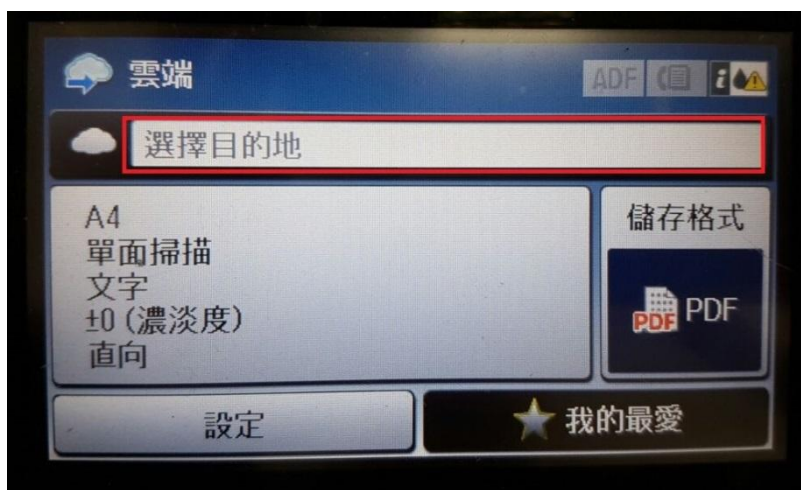 雲端
ADF
i
選擇目的地
A4
單面掃描
文字
±0 (濃淡度)
直向
儲存格式
PDF PDF
設定
我的最愛